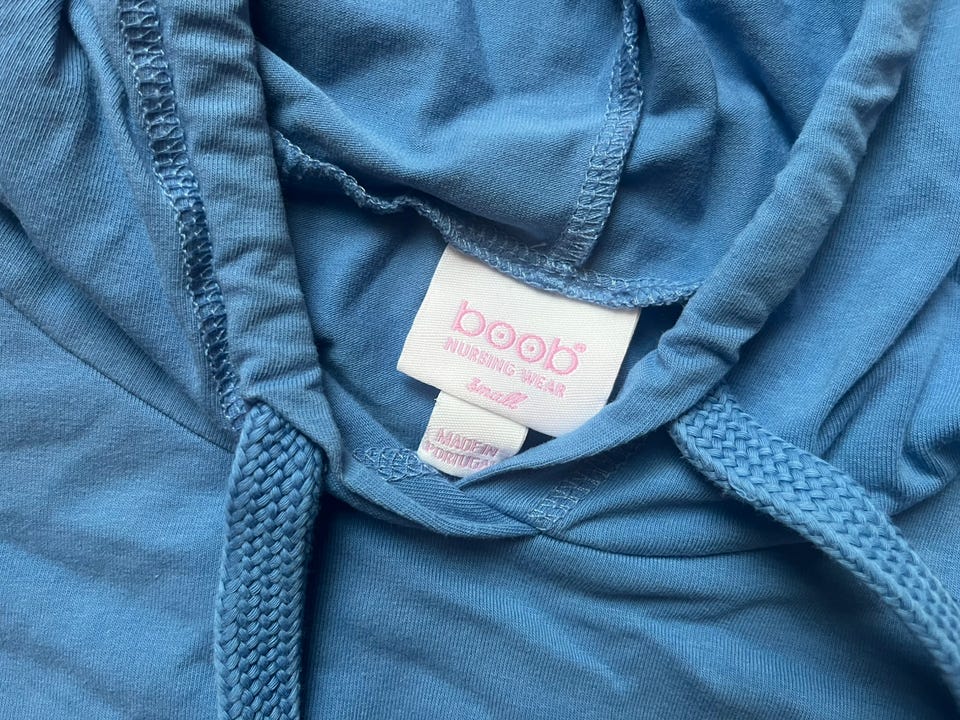 boob®
NURSING WEAR
Small
MADE IN
PORTUGAL